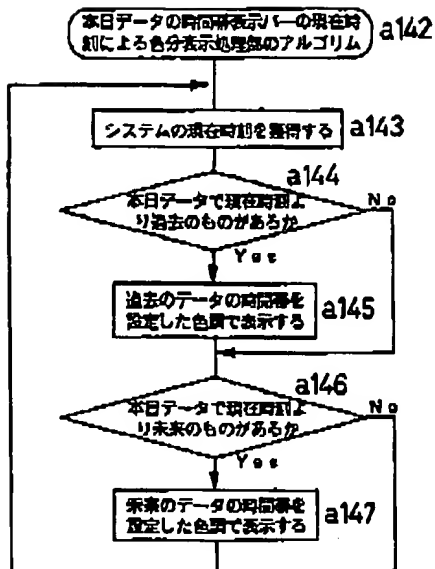 本日データの時間帯表示バーの現在時
刻による色分表示処理部のアルゴリム
a142
システムの現在時刻を獲得する
a143
a144
本日データで現在時刻よ
り過去のものがあるか
No
Yes
過去のデータの時間帯を
設定した色調で表示する
a145
a146
本日データで現在時刻よ
り未来のものがあるか
No
Yes
未来のデータの時間帯を
設定した色調で表示する
a147